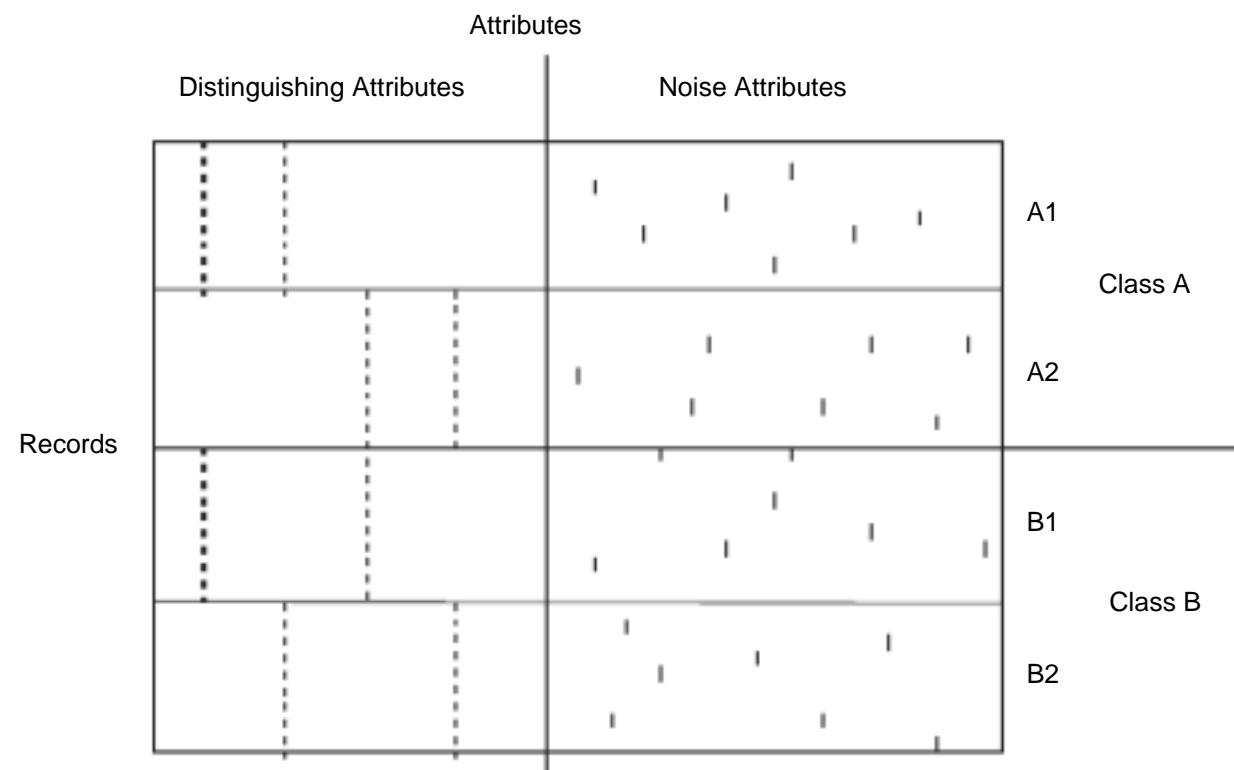 Attributes
Distinguishing Attributes
Noise Attributes
A1
Class A
A2
Records
B1
Class B
B2